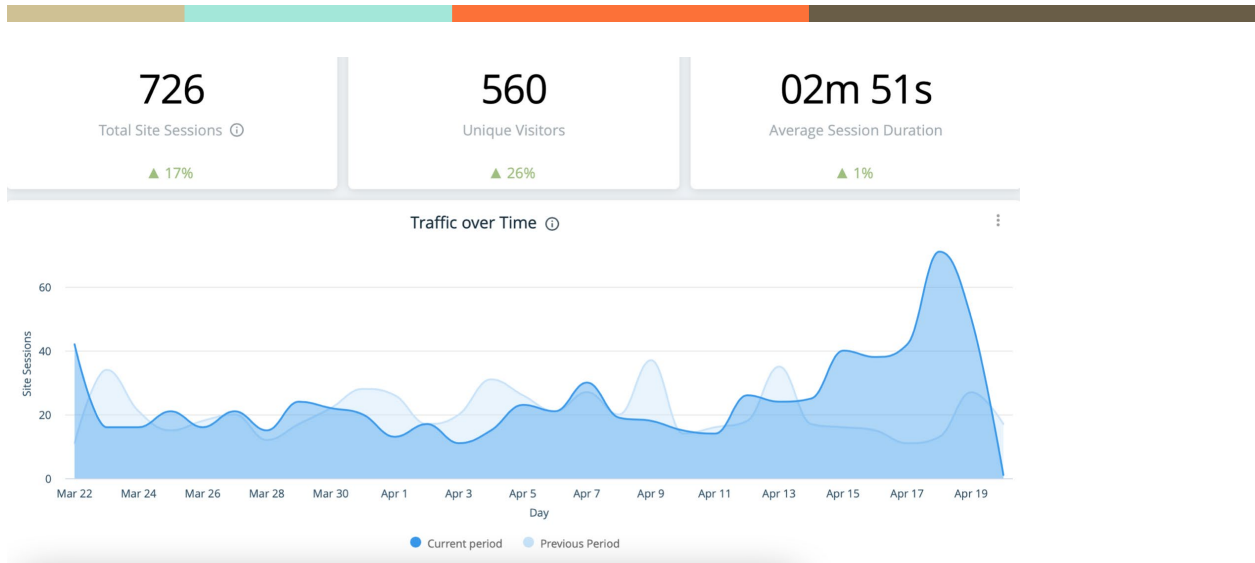 726
Total Site Sessions
▲ 17%
560
Unique Visitors
▲ 26%
02m 51s
Average Session Duration
▲ 1%
Traffic over Time
Site Sessions
60
40
20
0
Mar 22 Mar 24 Mar 26 Mar 28 Mar 30 Apr 1 Apr 3 Apr 5 Apr 7 Apr 9 Apr 11 Apr 13 Apr 15 Apr 17 Apr 19
Day
Current period Previous Period